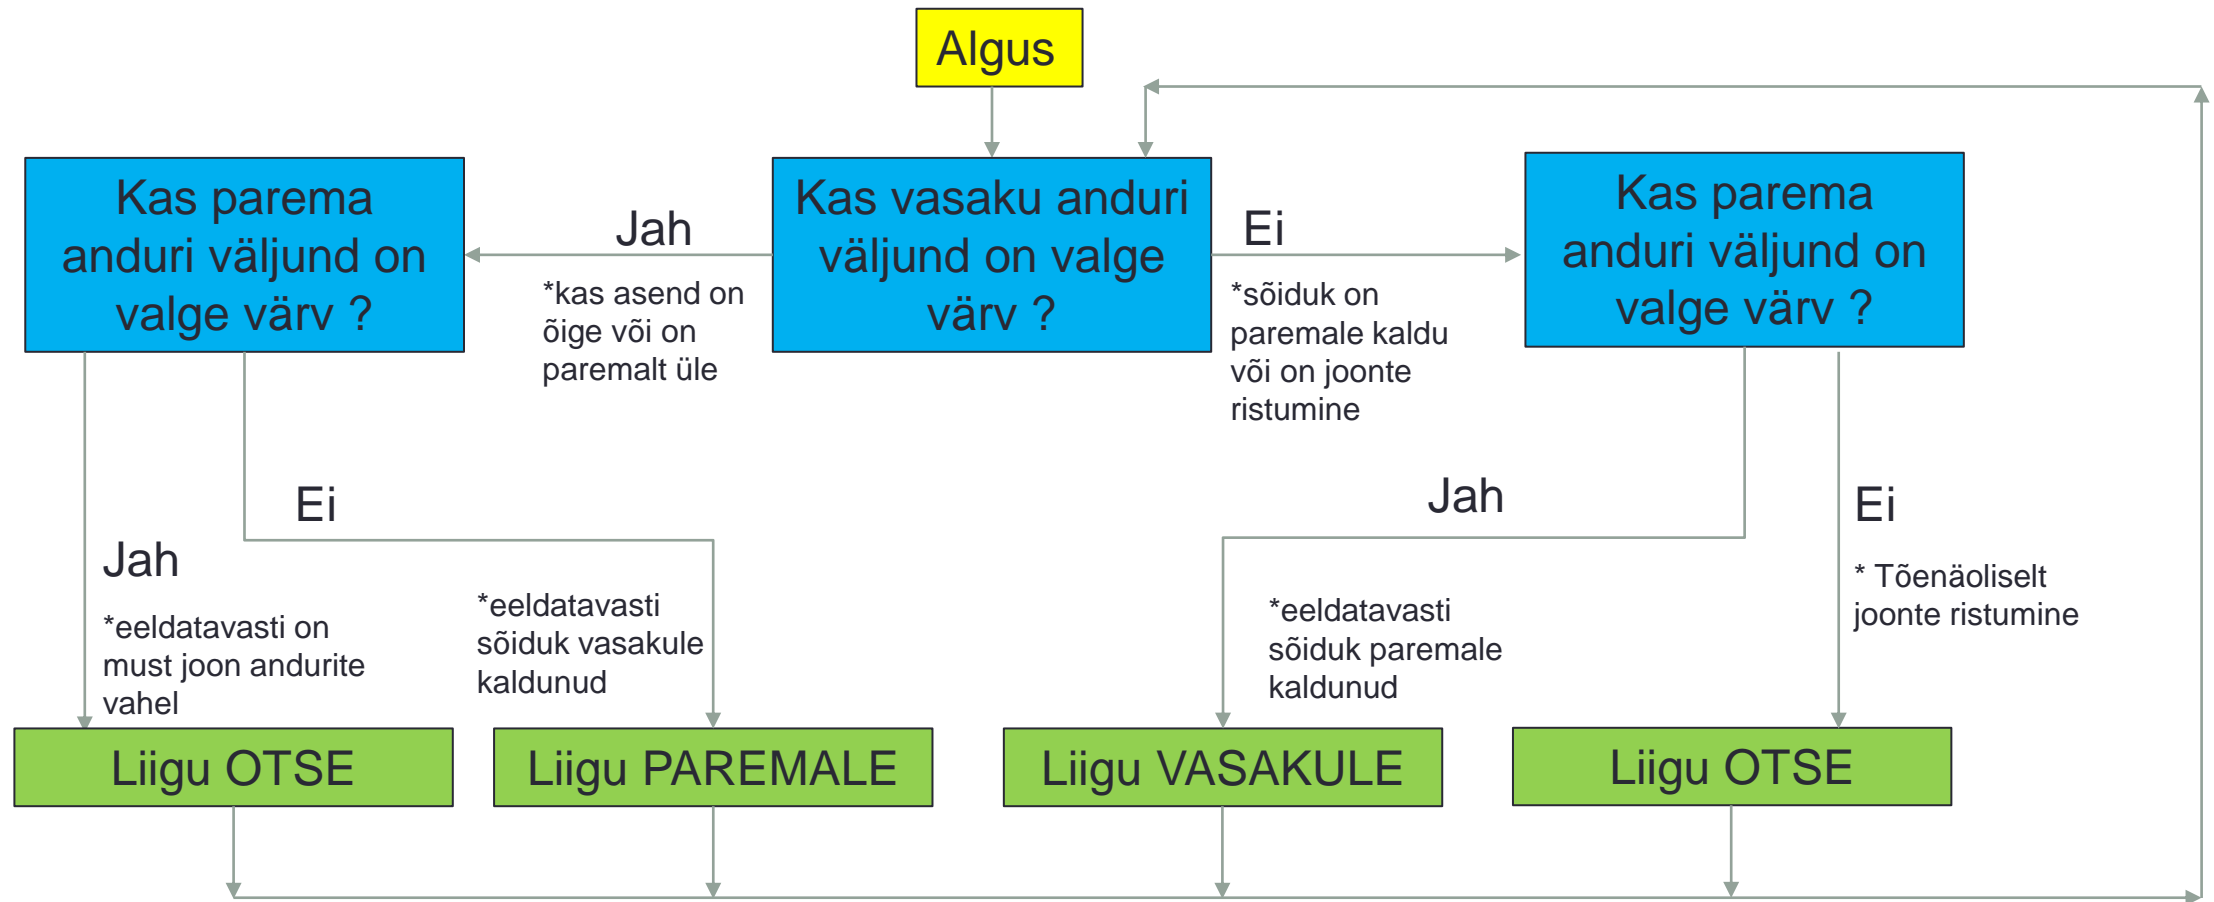 Algus
Kas parema
anduri väljund on
valge värv ?
Jah
*kas asend on
õige või on
paremalt üle
Kas vasaku anduri
väljund on valge
värv ?
Ei
*sõiduk on
paremale kaldu
või on joonte
ristumine
Kas parema
anduri väljund on
valge värv ?
Jah
*eeldatavasti on
must joon andurite
vahel
Ei
*eeldatavasti
sõiduk vasakule
kaldunud
Jah
*eeldatavasti
sõiduk paremale
kaldunud
Ei
* Tõenäoliselt
joonte ristumine
Liigu OTSE
Liigu PAREMALE
Liigu VASAKULE
Liigu OTSE